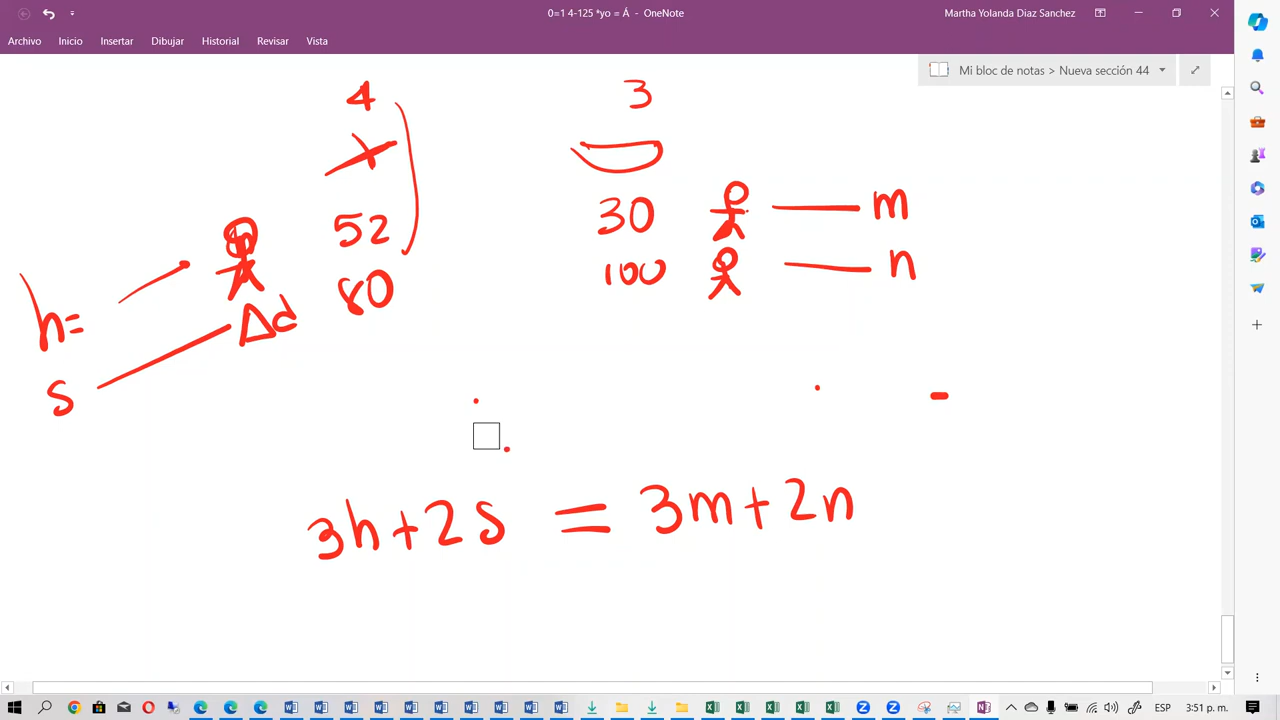 0=1 4-125 *yo = Á - OneNote
Martha Yolanda Diaz Sanchez
Archivo Inicio Insertar Dibujar Historial Revisar Vista
Mi bloc de notas > Nueva sección 44
4 3
52 30 m
80 100 n
h= Δd
s
3h+2s = 3m+2n
ESP 3:51 p. m.